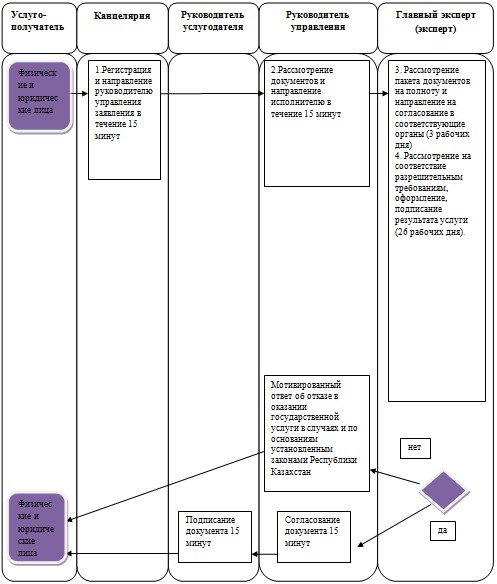 Услуго-
получатель
Канцелярия
Руководитель
услугодателя
Руководитель
управления
Главный эксперт
(эксперт)
Физическ
ие и
юридичес
кие лица
1.Регистрация
и направление
руководителю
управления
заявления в
течение 15
минут
2.Рассмотрение
документов и
направление
исполнителю в
течение 15 минут
3. Рассмотрение
пакета документов
на полноту и
направление на
согласование в
соответствующие
органы (3 рабочих
дня)
4. Рассмотрение на
соответствие
разрешительным
требованиям,
оформление,
подписание
результата услуги
(26 рабочих дня).
Мотивированный
ответ об отказе в
оказании
государственной
услуги в случаях и по
основаниям
установленным
законами Республики
Казахстан
нет
да
Физичес
кие и
юридиче
ские
лица
Подписание
документа 15
минут
Согласование
документа 15
минут